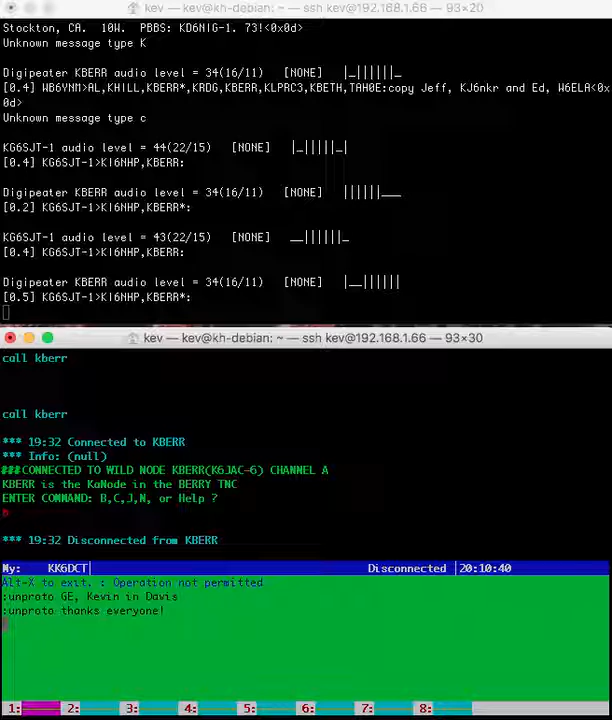 kev — kev@kh-debian: ~ — ssh kev@192.168.1.66 — 93×20
Stockton, CA.  10W.  PBBS: KD6NIG-1. 73!<0x0d>
Unknown message type K
Digipeater KBERR audio level = 34(16/11)   [NONE]   |_||||||_
[0.4] WB6YNM>AL,KHILL,KBERR*,KRDG,KBERR,KLPRC3,KBETH,TAHOE:copy Jeff, KJ6nkr and Ed, W6ELA<0x
0d>
Unknown message type c
KG6SJT-1 audio level = 44(22/15)   [NONE]   |_|||||_|
[0.4] KG6SJT-1>KI6NHP,KBERR:
Digipeater KBERR audio level = 34(16/11)   [NONE]   ||||||___
[0.2] KG6SJT-1>KI6NHP,KBERR*:
KG6SJT-1 audio level = 43(22/15)   [NONE]   __||||||_
[0.4] KG6SJT-1>KI6NHP,KBERR:
Digipeater KBERR audio level = 34(16/11)   [NONE]   |__||||||
[0.5] KG6SJT-1>KI6NHP,KBERR*:
kev — kev@kh-debian: ~ — ssh kev@192.168.1.66 — 93×30
call kberr
call kberr
*** 19:32 Connected to KBERR
*** Info: (null)
###CONNECTED TO WILD NODE KBERR(K6JAC-6) CHANNEL A
KBERR is the KaNode in the BERRY TNC
ENTER COMMAND: B,C,J,N, or Help ?
b
*** 19:32 Disconnected from KBERR
My:    KK6DCT|   Disconnected |20:10:40
Alt-X to exit. : Operation not permitted
:unproto GE, Kevin in Davis
:unproto thanks everyone!
1: 2: 3: 4: 5: 6: 7: 8: